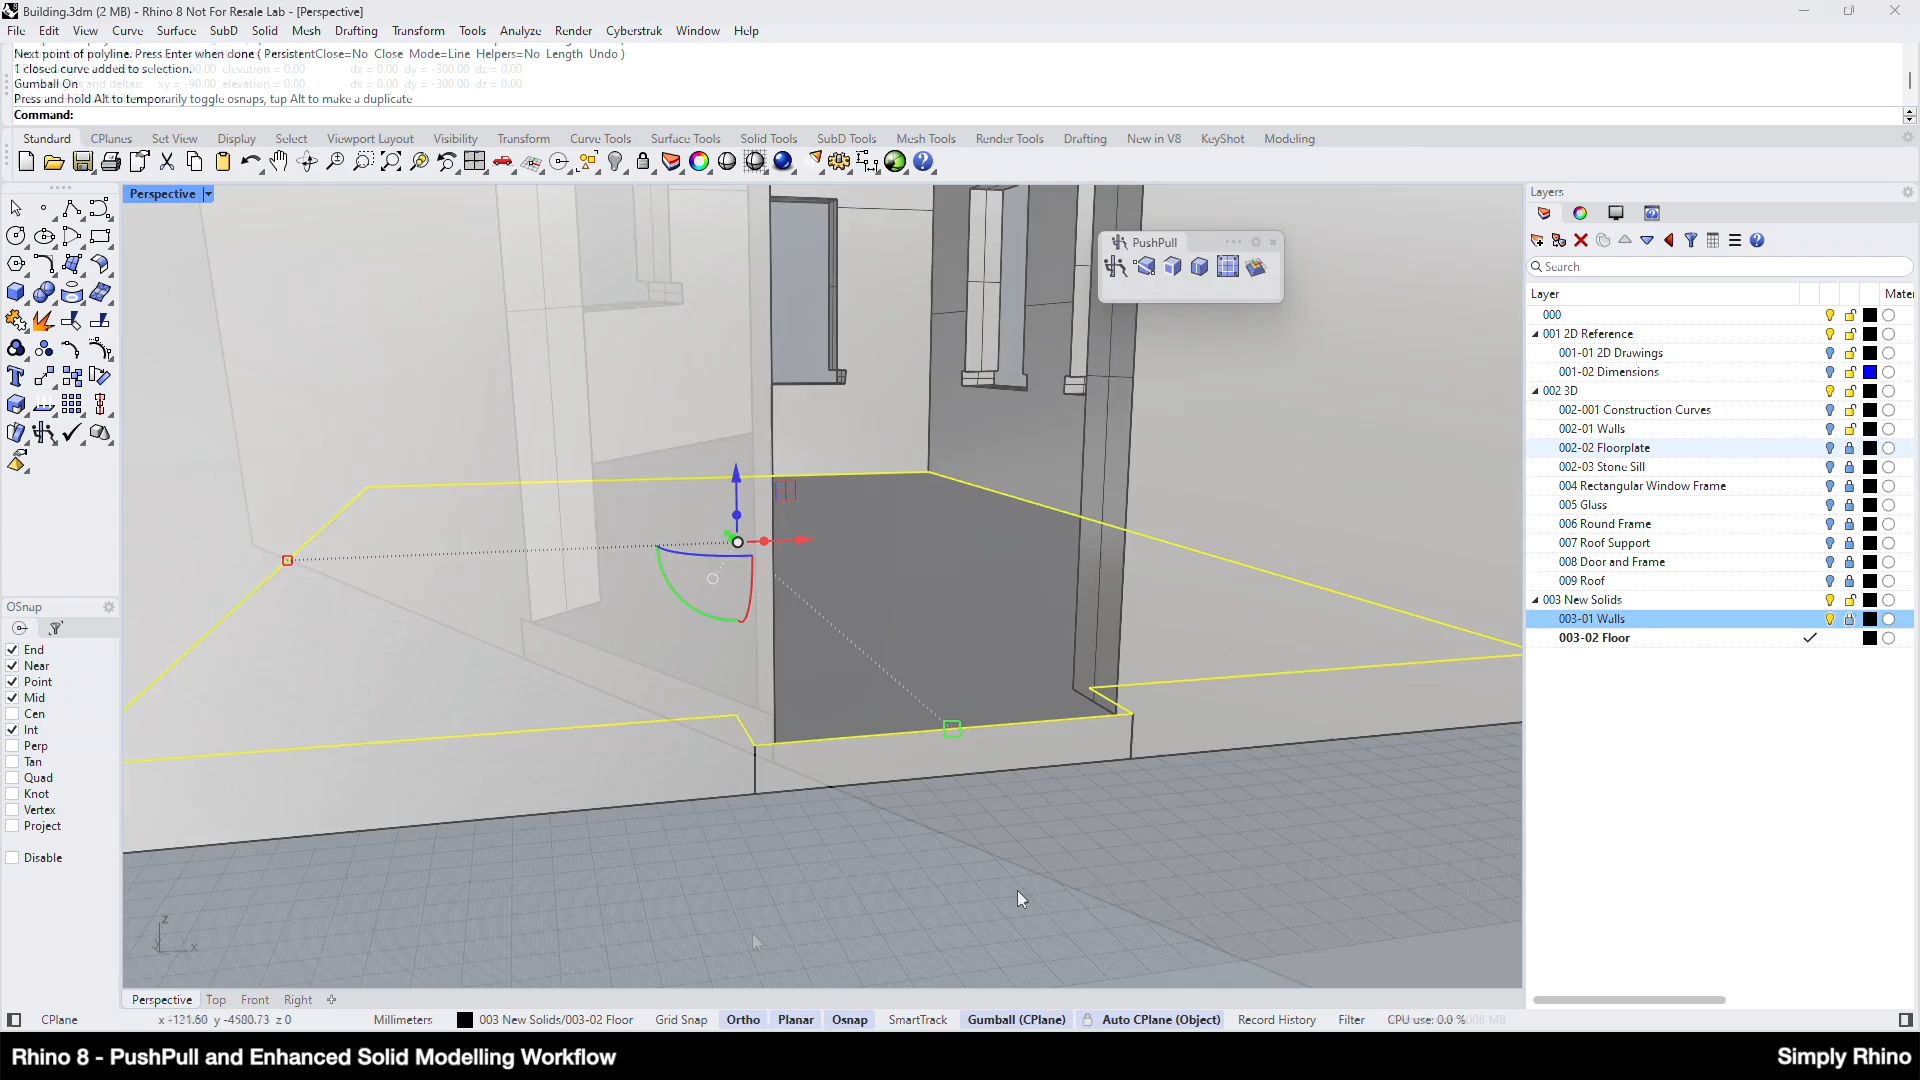 Building.3dm (2 MB) - Rhino 8 Not For Resale Lab - [Perspective]
File Edit View Curve Surface SubD Solid Mesh Drafting Transform Tools Analyze Render Cyberstrak Window Help
Next point of polyline. Press Enter when done ( PersistentClose=No Close Mode=Line Helpers=No Length Undo )
1 closed curve added to selection.
Gumball On
Press and hold Alt to temporarily toggle osnaps, tap Alt to make a duplicate
Command:
Standard CPlanes Set View Display Select Viewport Layout Visibility Transform Curve Tools Surface Tools Solid Tools SubD Tools Mesh Tools Render Tools Drafting New in V8 KeyShot Modeling
Perspective
PushPull
Layers
Search
Layer Mater
000
001 2D Reference
001-01 2D Drawings
001-02 Dimensions
002 3D
002-001 Construction Curves
002-01 Walls
002-02 Floorplate
002-03 Stone Sill
004 Rectangular Window Frame
005 Glass
006 Round Frame
007 Roof Support
008 Door and Frame
009 Roof
003 New Solids
003-01 Walls
003-02 Floor
OSnap
End
Near
Point
Mid
Cen
Int
Perp
Tan
Quad
Knot
Vertex
Project
Disable
z
y x
Perspective Top Front Right
CPlane x -121.60 y -4580.73 z 0 Millimeters 003 New Solids/003-02 Floor Grid Snap Ortho Planar Osnap SmartTrack Gumball (CPlane) Auto CPlane (Object) Record History Filter CPU use: 0.0 %
Rhino 8 - PushPull and Enhanced Solid Modelling Workflow
Simply Rhino